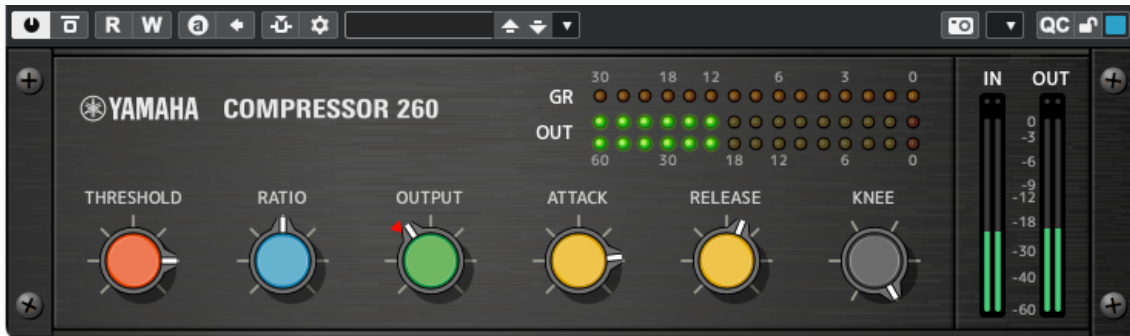 R W a QC
30 18 12 6 3 0
GR
YAMAHA COMPRESSOR 260
OUT
60 30 18 12 6 0
IN OUT
0
-3
-6
-9
-12
-18
-30
-40
-60
THRESHOLD RATIO OUTPUT ATTACK RELEASE KNEE